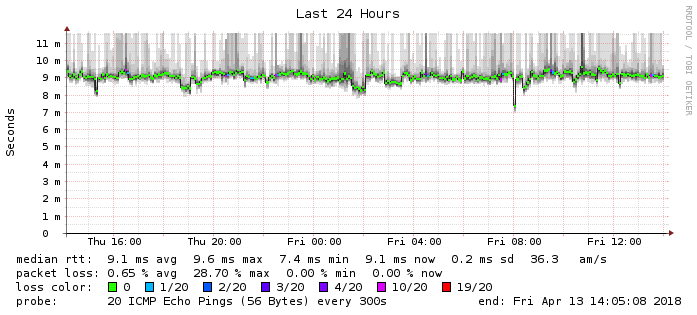 Last 24 Hours
RRDTOOL / TOBI OETIKER
Seconds
11 m
10 m
9 m
8 m
7 m
6 m
5 m
4 m
3 m
2 m
1 m
0
Thu 16:00 Thu 20:00 Fri 00:00 Fri 04:00 Fri 08:00 Fri 12:00
median rtt: 9.1 ms avg 9.6 ms max 7.4 ms min 9.1 ms now 0.2 ms sd 36.3 am/s
packet loss: 0.65 % avg 28.70 % max 0.00 % min 0.00 % now
loss color: 0 1/20 2/20 3/20 4/20 10/20 19/20
probe: 20 ICMP Echo Pings (56 Bytes) every 300s end: Fri Apr 13 14:05:08 2018